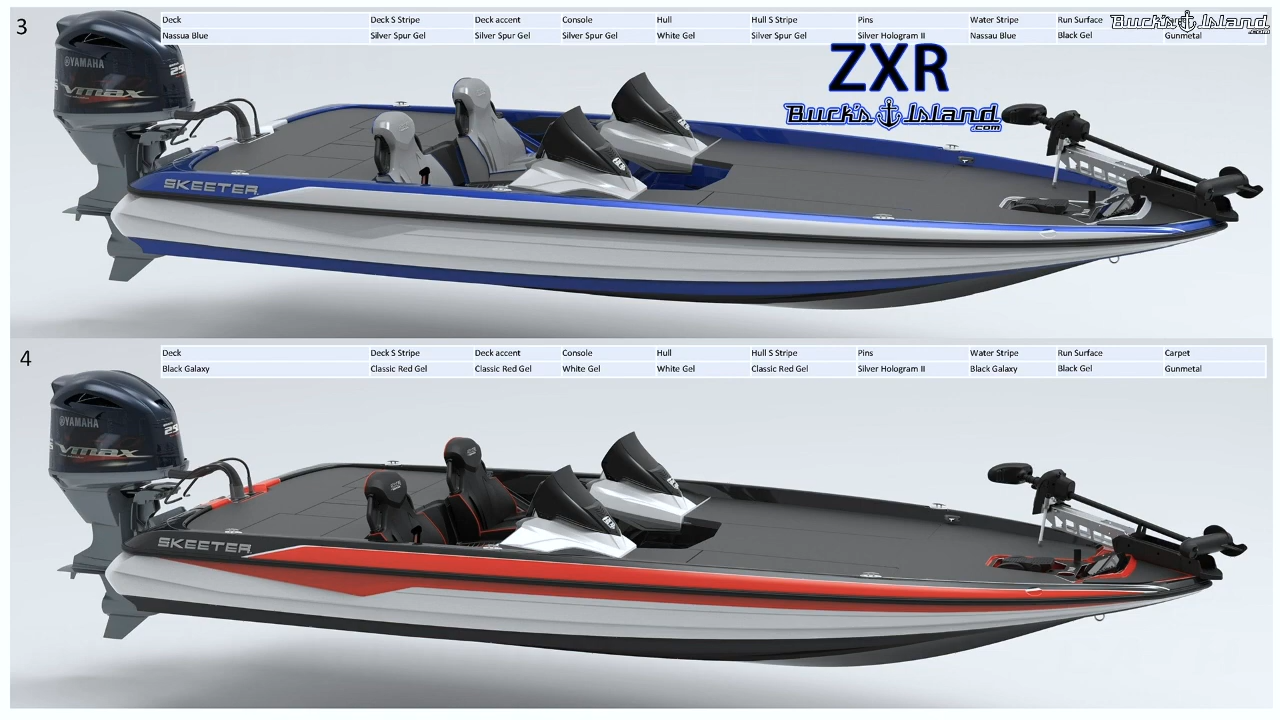 3
Deck Deck S Stripe Deck accent Console Hull Hull S Stripe Pins Water Stripe Run Surface
Nassua Blue Silver Spur Gel Silver Spur Gel Silver Spur Gel White Gel Silver Spur Gel Silver Hologram II Nassau Blue Black Gel Gunmetal
Buck's Island
.com
ZXR
Buck's Island
.com
YAMAHA
VMAX
SKEETER
4
Deck Deck S Stripe Deck accent Console Hull Hull S Stripe Pins Water Stripe Run Surface Carpet
Black Galaxy Classic Red Gel Classic Red Gel White Gel White Gel Classic Red Gel Silver Hologram II Black Galaxy Black Gel Gunmetal
YAMAHA
VMAX
SKEETER